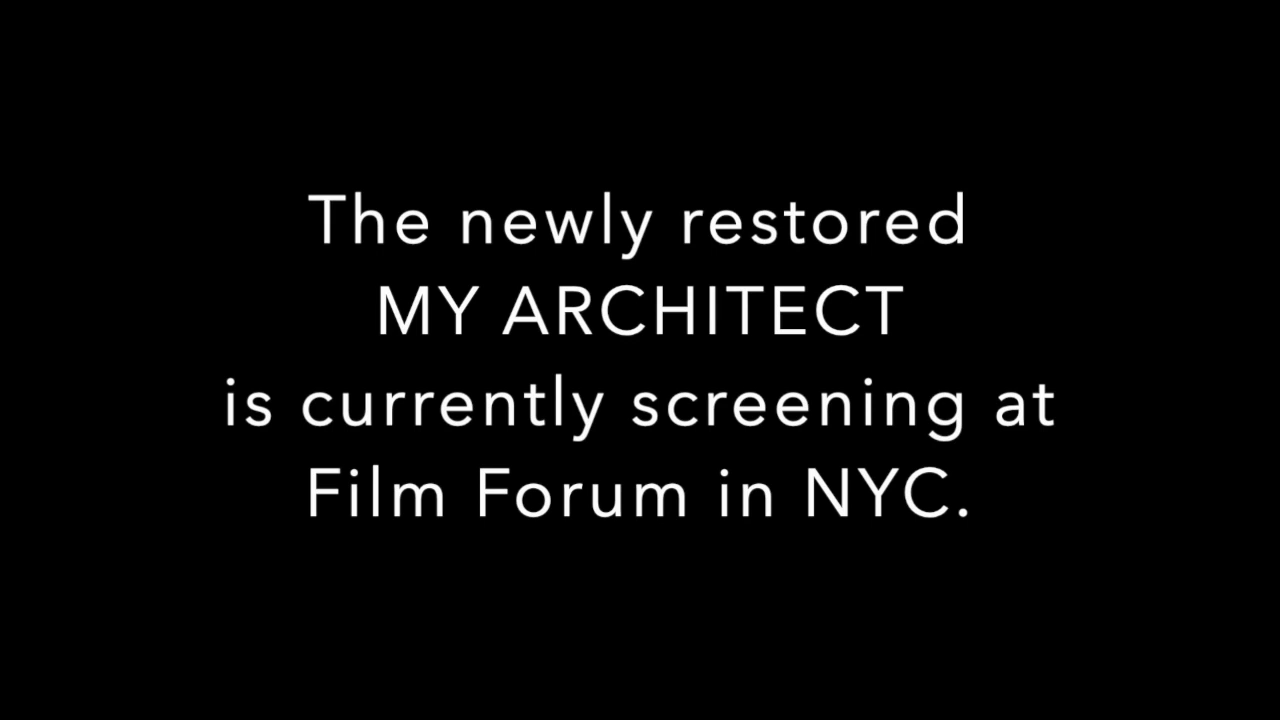 The newly restored
MY ARCHITECT
is currently screening at
Film Forum in NYC.